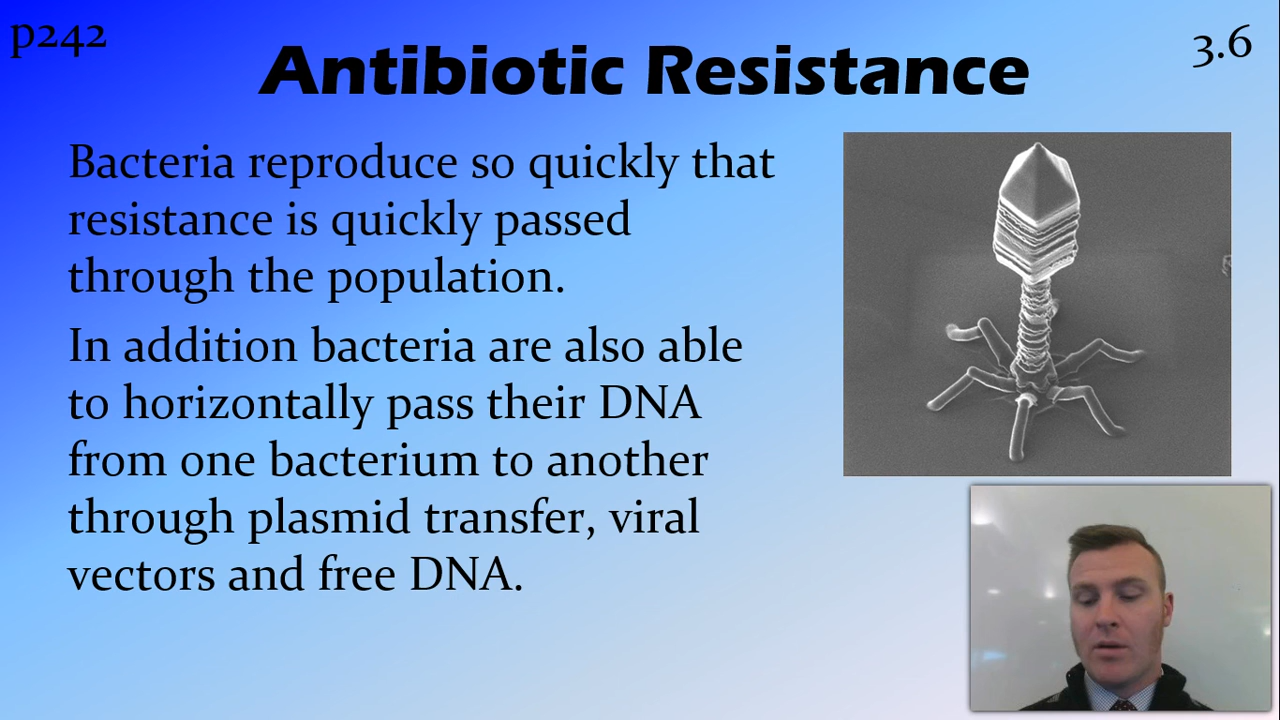 p242
3.6
Antibiotic Resistance
Bacteria reproduce so quickly that
resistance is quickly passed
through the population.
In addition bacteria are also able
to horizontally pass their DNA
from one bacterium to another
through plasmid transfer, viral
vectors and free DNA.